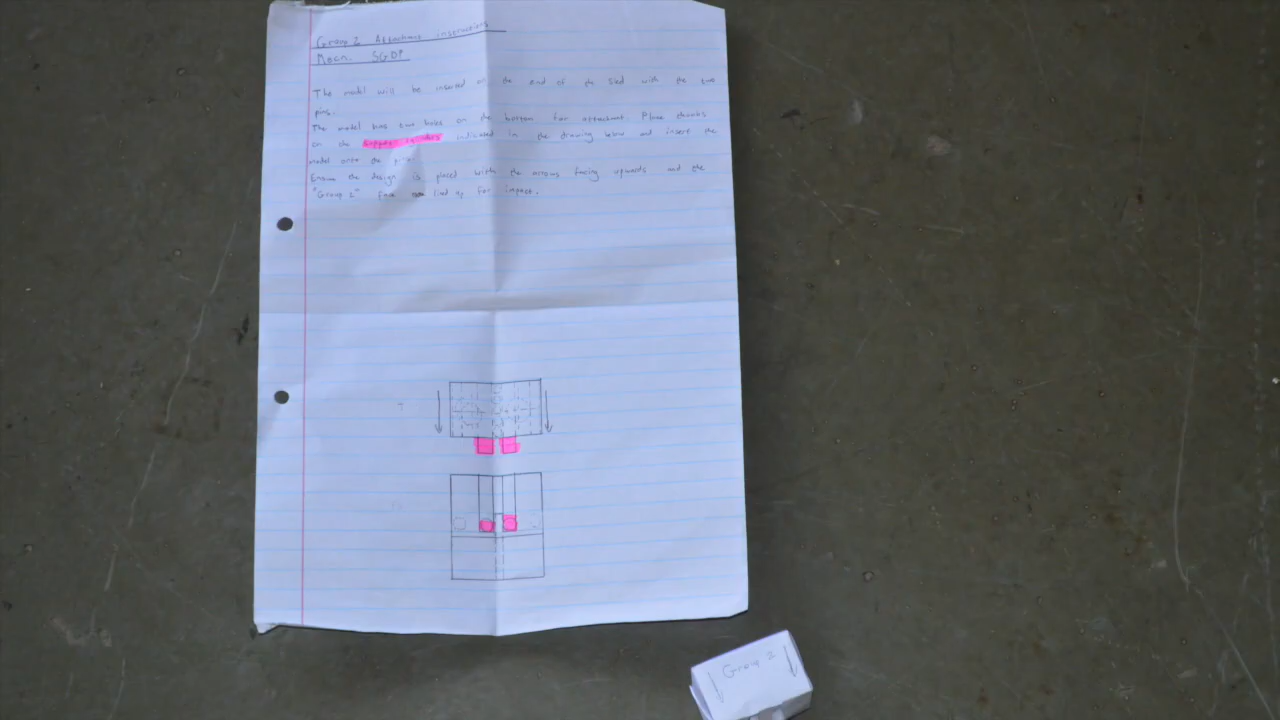 Group 2 Attachment instructions
Mech. SGDP
The model will be inserted on the end of the sled with the two
pins.
The model has two holes on the bottom for attachment. Place thumbs
on the indicated in the drawing below and insert the
model onto the pins.
Ensure the design is placed with the arrows facing upwards and the
"Group 2" face lined up for impact.
Group 2